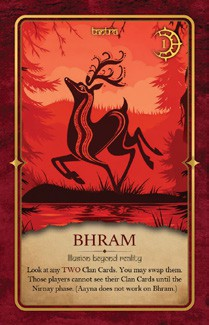 1
BHRAM
Illusion beyond reality
Look at any TWO Clan Cards. You may swap them.
Those players cannot see their Clan Cards until the
Nirnay phase. (Aayna does not work on Bhram.)